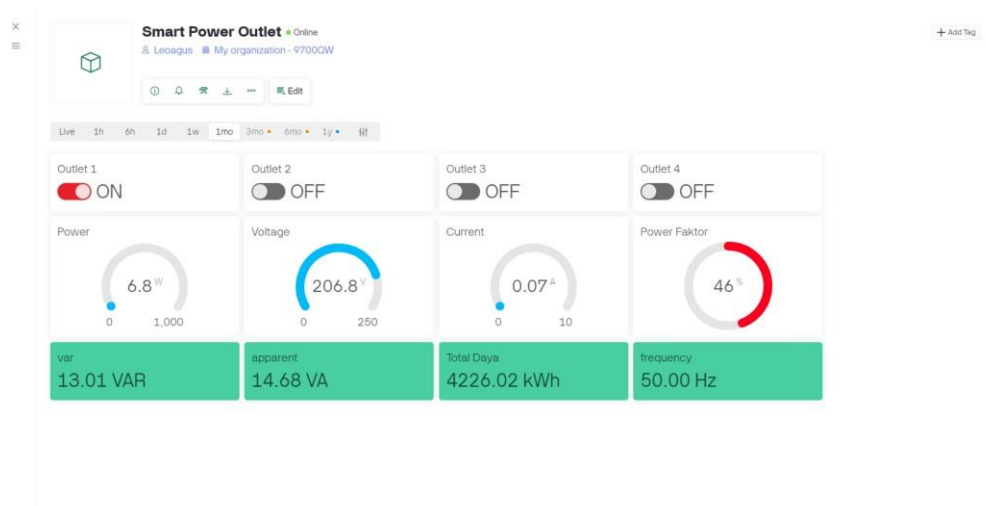 Smart Power Outlet • Online
+ Add Tag
Leoagus My organization - 9700QW
Edit
Live 1h 6h 1d 1w 1mo 3mo • 6mo • 1y •
Outlet 1
ON
Outlet 2
OFF
Outlet 3
OFF
Outlet 4
OFF
Power
6.8 W
0 1,000
Voltage
206.8 V
0 250
Current
0.07 A
0 10
Power Faktor
46 %
var
13.01 VAR
apparent
14.68 VA
Total Daya
4226.02 kWh
frequency
50.00 Hz